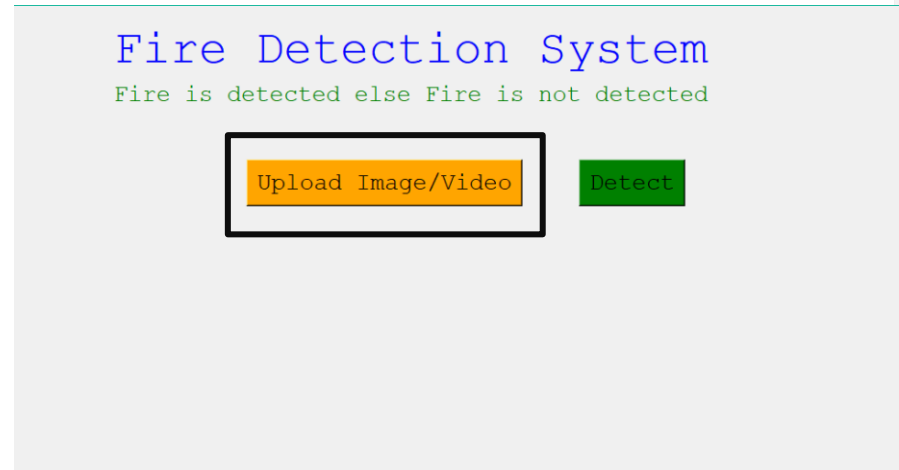 Fire Detection System
Fire is detected else Fire is not detected
Upload Image/Video Detect